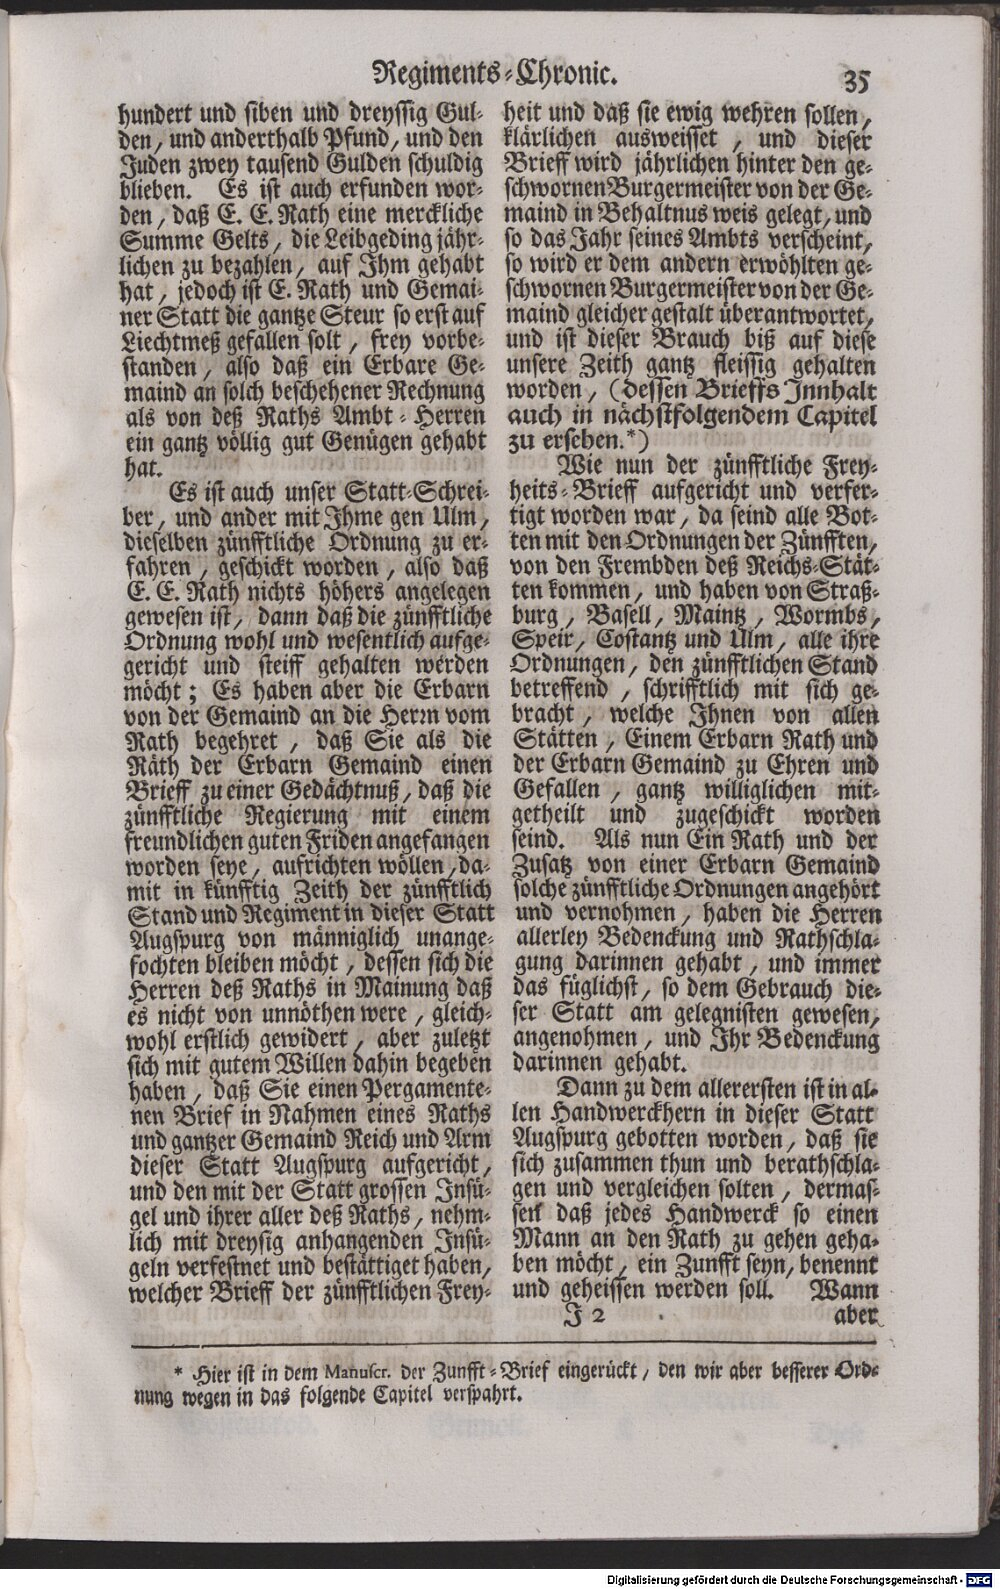 Regiments-Chronic. 35
hundert und siben und dreyssig Gul-
den, und anderthalb Pfund, und den
Juden zwey tausend Gulden schuldig
blieben. Es ist auch erfunden wor-
den, daß E. E. Rath eine merckliche
Summe Gelts, die Leibgeding jähr-
lichen zu bezahlen, auf Ihm gehabt
hat, jedoch ist E. Rath und Gemai-
ner Statt die gantze Steur so erst auf
Liechtmeß gefallen solt, frey vorbe-
standen, also daß ein Erbare Ge-
maind an solch beschehener Rechnung
als von deß Raths Ambt-Herren
ein gantz völlig gut Genügen gehabt
hat.
Es ist auch unser Statt-Schrei-
ber, und ander mit Ihme gen Ulm,
dieselben zünfftliche Ordnung zu er-
fahren, geschickt worden, also daß
E. E. Rath nichts höhers angelegen
gewesen ist, dann daß die zünfftliche
Ordnung wohl und wesentlich aufge-
gericht und steiff gehalten werden
möcht; Es haben aber die Erbarn
von der Gemaind an die Herrn vom
Rath begehret, daß Sie als die
Räth der Erbarn Gemaind einen
Brieff zu einer Gedächtnuß, daß die
zünfftliche Regierung mit einem
freundlichen guten Friden angefangen
worden seye, aufrichten wöllen, da-
mit in künfftig Zeith der zünfftlich
Stand und Regiment in dieser Statt
Augspurg von männiglich unange-
fochten bleiben möcht, dessen sich die
Herren deß Raths in Mainung daß
es nicht von unnöthen were, gleich-
wohl erstlich gewidert, aber zuletzt
sich mit gutem Willen dahin begeben
haben, daß Sie einen Pergamente-
nen Brief in Nahmen eines Raths
und gantzer Gemaind Reich und Arm
dieser Statt Augspurg aufgericht,
und den mit der Statt grossen Insü-
gel und ihrer aller deß Raths, nehm-
lich mit dreysig anhangenden Insü-
geln verfestnet und bestättiget haben,
welcher Brieff der zünfftlichen Frey-
heit und daß sie ewig wehren sollen,
klärlichen ausweisset, und dieser
Brieff wird jährlichen hinter den ge-
schwornen Burgermeister von der Ge-
maind in Behaltnus weis gelegt, und
so das Jahr seines Ambts verscheint,
so wird er dem andern erwöhlten ge-
schwornen Burgermeister von der Ge-
maind gleicher gestalt überantwortet,
und ist dieser Brauch biß auf diese
unsere Zeith gantz fleissig gehalten
worden, (dessen Brieffs Innhalt
auch in nächstfolgendem Capitel
zu ersehen.*)
Wie nun der zünfftliche Frey-
heits-Brieff aufgericht und verfer-
tigt worden war, da seind alle Bot-
ten mit den Ordnungen der Zünfften,
von den Frembden deß Reichs-Stät-
ten kommen, und haben von Straß-
burg, Basell, Maintz, Wormbs,
Speir, Costantz und Ulm, alle ihre
Ordnungen, den zünfftlichen Stand
betreffend, schrifftlich mit sich ge-
bracht, welche Ihnen von allen
Stätten, Einem Erbarn Rath und
der Erbarn Gemaind zu Ehren und
Gefallen, gantz williglichen mit-
getheilt und zugeschickt worden
seind. Als nun Ein Rath und der
Zusatz von einer Erbarn Gemaind
solche zünfftliche Ordnungen angehört
und vernohmen, haben die Herren
allerley Bedenckung und Rathschla-
gung darinnen gehabt, und immer
das füglichst, so dem Gebrauch die-
ser Statt am gelegnisten gewesen,
angenohmen, und Ihr Bedenckung
darinnen gehabt.
Dann zu dem allerersten ist in al-
len Handwerckhern in dieser Statt
Augspurg gebotten worden, daß sie
sich zusammen thun und berathschla-
gen und vergleichen solten, dermas-
sen daß jedes Handwerck so einen
Mann an den Rath zu gehen geha-
ben möcht, ein Zunfft seyn, benennt
und geheissen werden soll. Wann
J 2 aber
* Hier ist in dem Manuscr. der Zunfft-Brief eingerückt, den wir aber besserer Ord-
nung wegen in das folgende Capitel verspahrt.
Digitalisierung gefördert durch die Deutsche Forschungsgemeinschaft - DFG